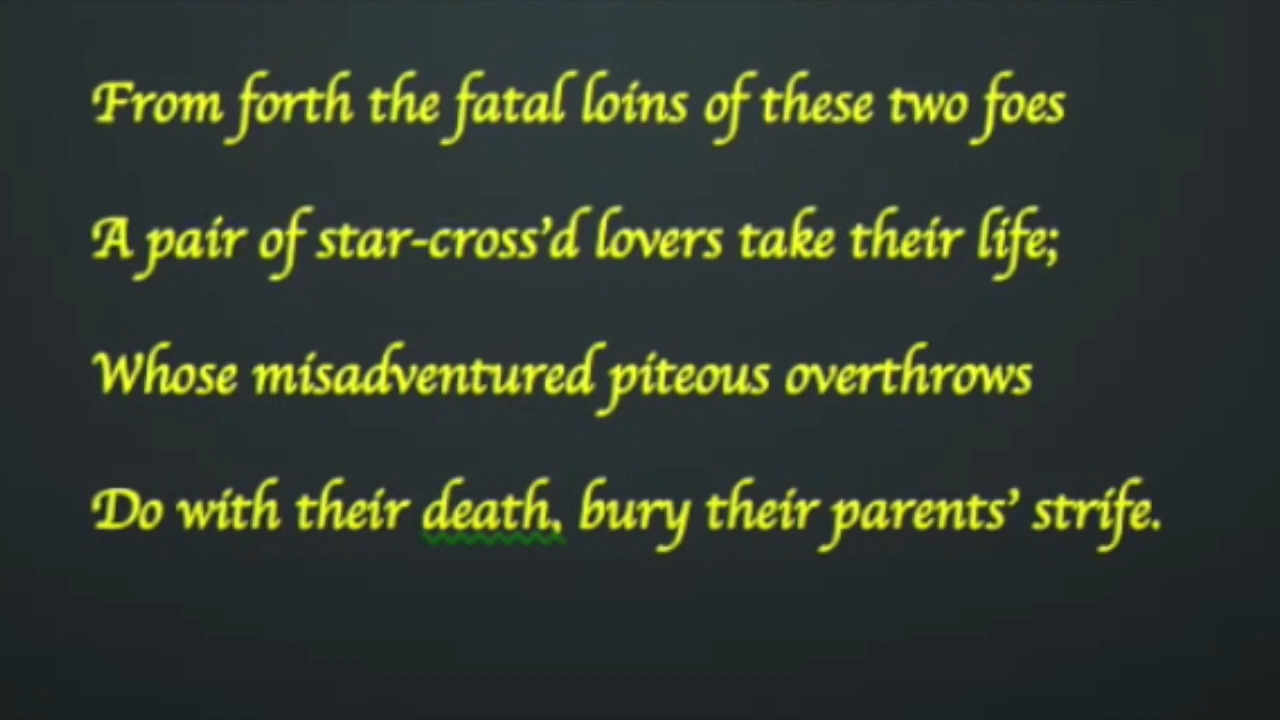 From forth the fatal loins of these two foes
A pair of star-cross’d lovers take their life;
Whose misadventured piteous overthrows
Do with their death, bury their parents’ strife.